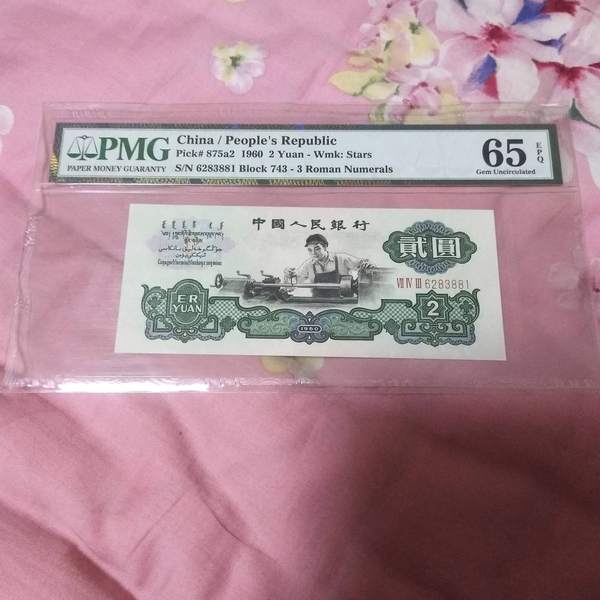 PMG
PAPER MONEY GUARANTY
China / People's Republic
Pick# 875a2 1960 2 Yuan - Wmk: Stars
S/N 6283881 Block 743 - 3 Roman Numerals
65 EPQ
Gem Uncirculated
中國人民銀行
貳圓
VII IV III 6283881
ER
YUAN
1960
2